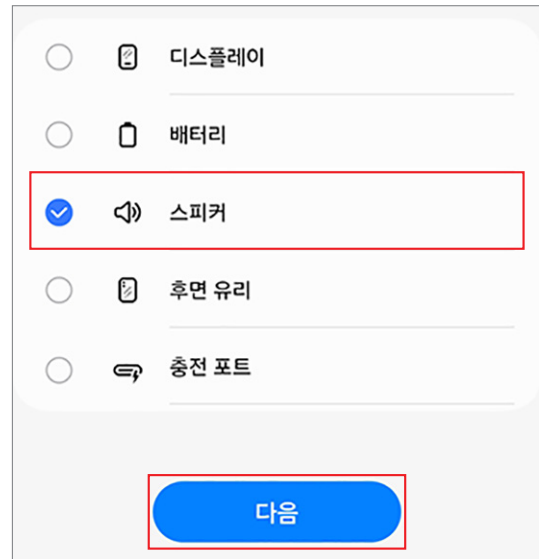 디스플레이
배터리
스피커
후면 유리
충전 포트
다음